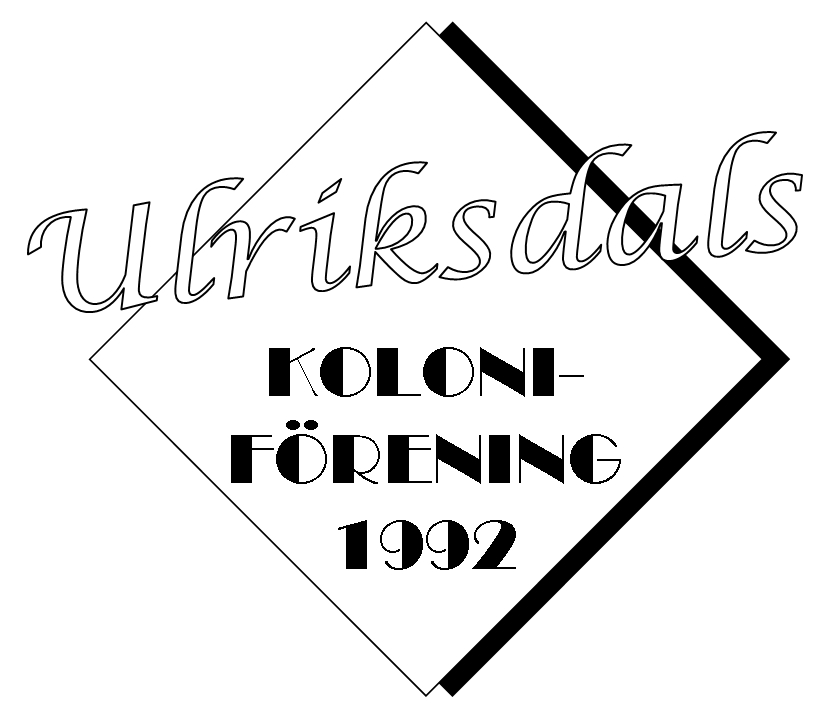 Ulriksdals
KOLONI-
FÖRENING
1992